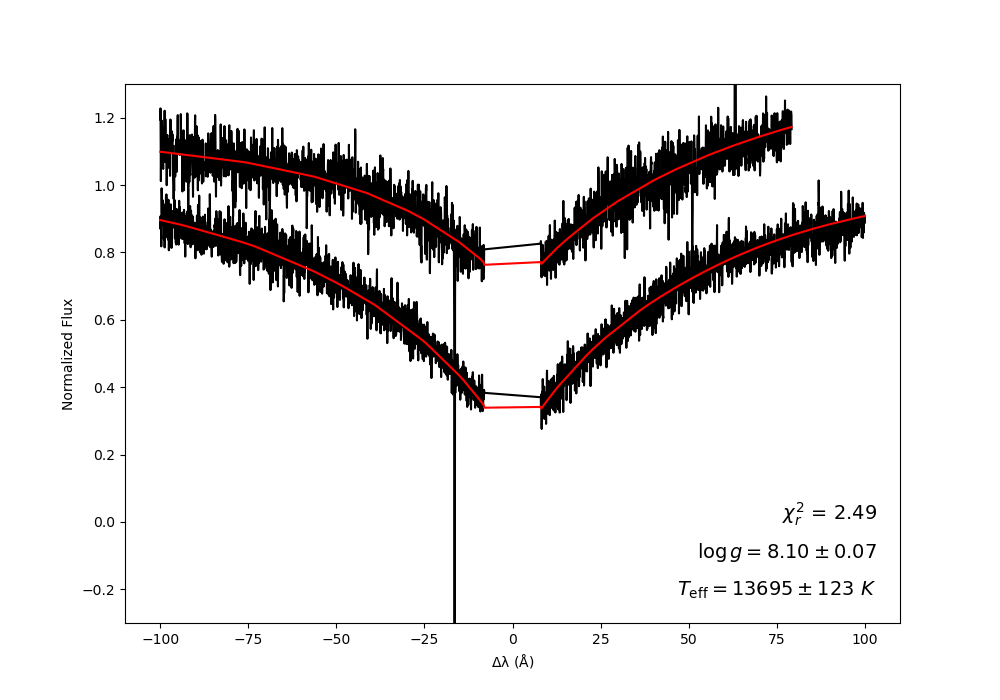 1.2
1.0
0.8
0.6
0.4
0.2
0.0
−0.2
Normalized Flux
χ²ᵣ = 2.49
log g = 8.10 ± 0.07
T_eff = 13695 ± 123 K
−100 −75 −50 −25 0 25 50 75 100
Δλ (Å)